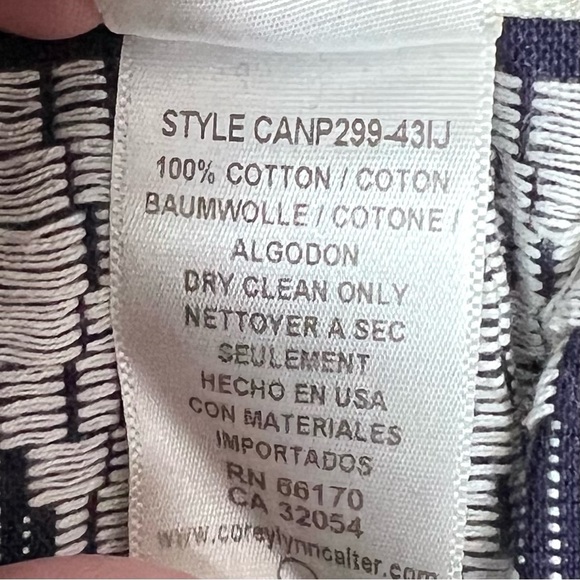 STYLE CANP299-43IJ
100% COTTON / COTON
BAUMWOLLE / COTONE /
ALGODON
DRY CLEAN ONLY
NETTOYER A SEC
SEULEMENT
HECHO EN USA
CON MATERIALES
IMPORTADOS
RN 66170
CA 32054
www.coreylynncalter.com